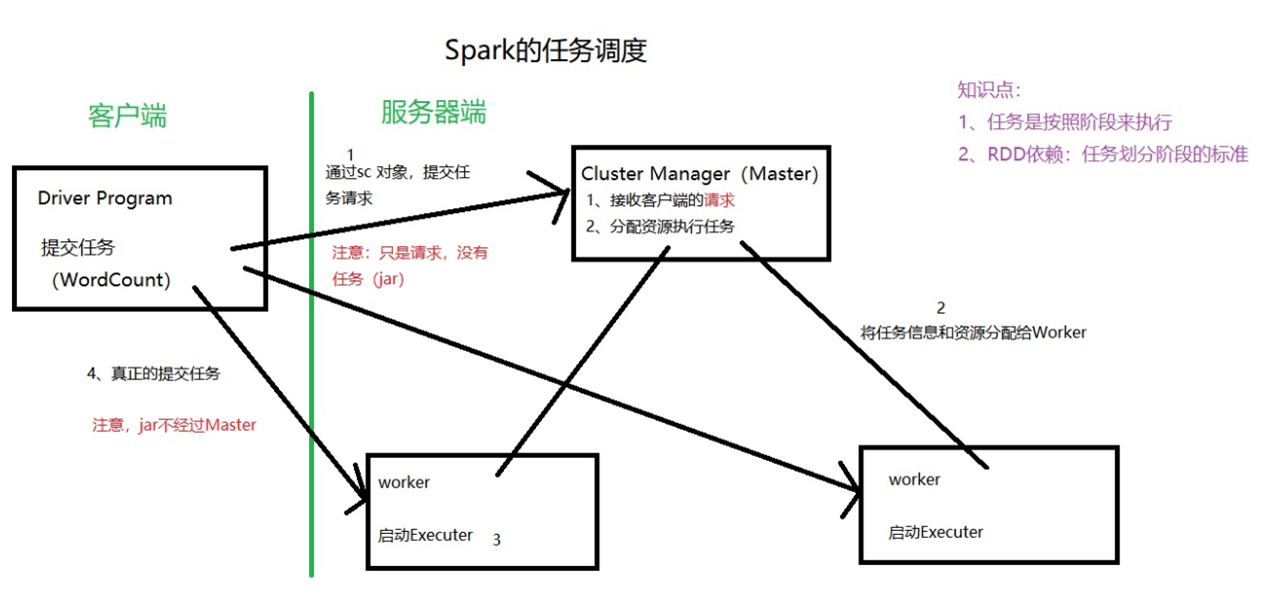 Spark的任务调度
客户端
服务器端
知识点：
1、任务是按照阶段来执行
2、RDD依赖：任务划分阶段的标准
Driver Program
提交任务
（WordCount）
1
通过sc 对象，提交任
务请求
注意：只是请求，没有
任务（jar）
Cluster Manager（Master）
1、接收客户端的请求
2、分配资源执行任务
2
将任务信息和资源分配给Worker
4、真正的提交任务
注意，jar不经过Master
worker
启动Executer 3
worker
启动Executer